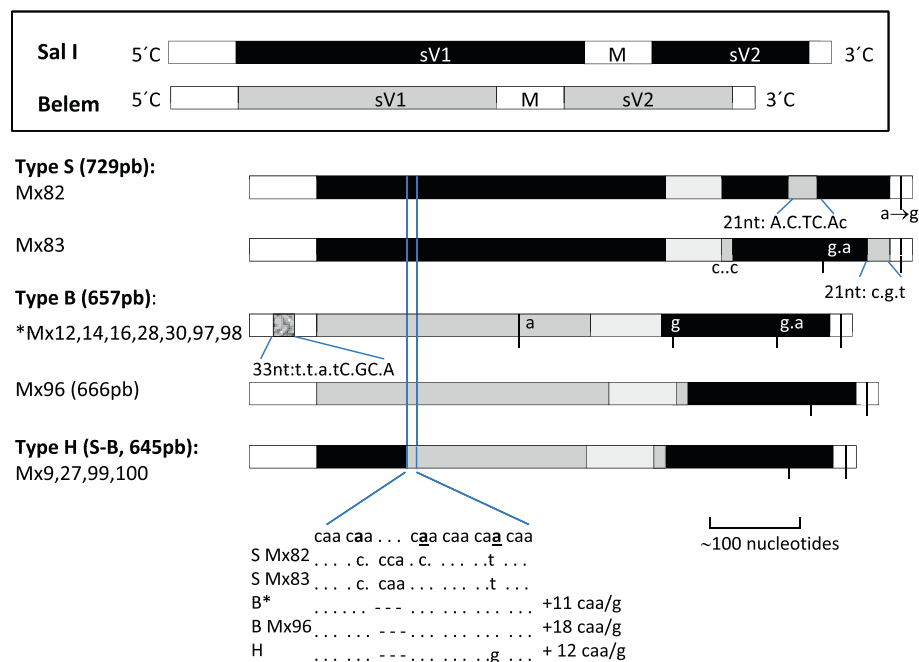 Sal I 5´C sV1 M sV2 3´C
Belem 5´C sV1 M sV2 3´C
Type S (729pb):
Mx82
21nt: A.C.TC.Ac
a→g
Mx83
g.a
c..c
21nt: c.g.t
Type B (657pb):
*Mx12,14,16,28,30,97,98
a g g.a
33nt:t.t.a.tC.GC.A
Mx96 (666pb)
Type H (S-B, 645pb):
Mx9,27,99,100
~100 nucleotides
caa caa . . . caa caa caa caa
S Mx82 . . . . c. cca c. . . . . .t . . .
S Mx83 . . . . c. caa . . . . . . .t . . .
B* . . . . . . - - - . . . . . . . . . . . . +11 caa/g
B Mx96 . . . . . . - - - . . . . . . . . . . . . +18 caa/g
H . . . . . . - - - . . . . . . .g . . . + 12 caa/g